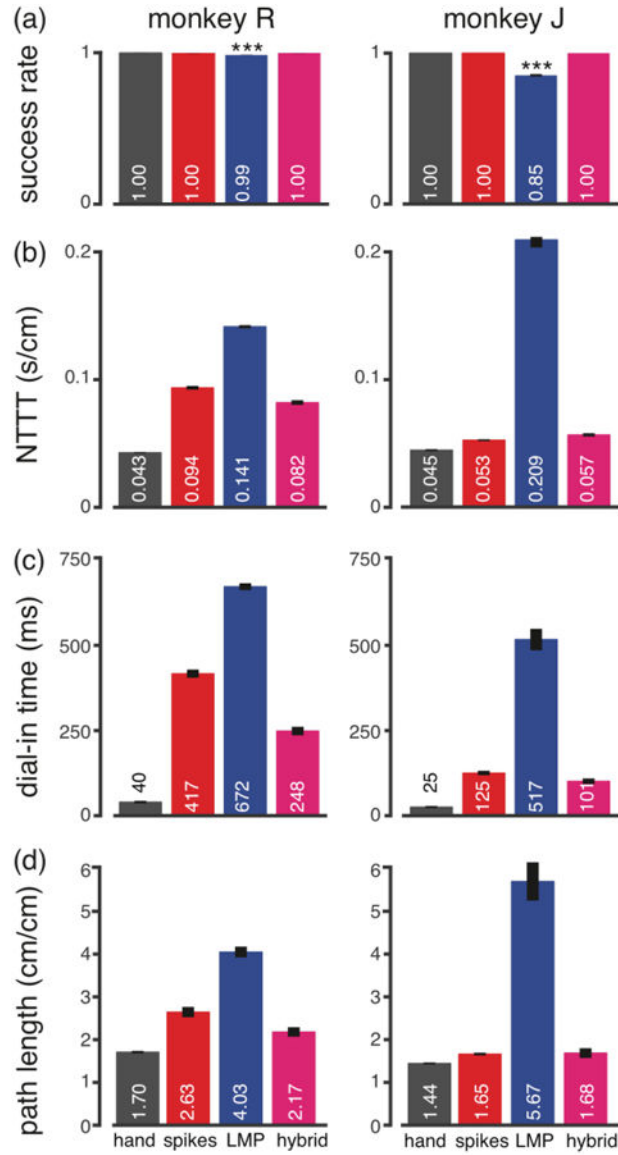 (a) monkey R monkey J
success rate
1
0
***
1.00 1.00 0.99 1.00
1
0
***
1.00 1.00 0.85 1.00
(b)
NTTT (s/cm)
0.2
0.1
0
0.043 0.094 0.141 0.082
0.2
0.1
0
0.045 0.053 0.209 0.057
(c)
dial-in time (ms)
750
500
250
0
40 417 672 248
750
500
250
0
25 125 517 101
(d)
path length (cm/cm)
6
5
4
3
2
1
0
1.70 2.63 4.03 2.17
hand spikes LMP hybrid
6
5
4
3
2
1
0
1.44 1.65 5.67 1.68
hand spikes LMP hybrid